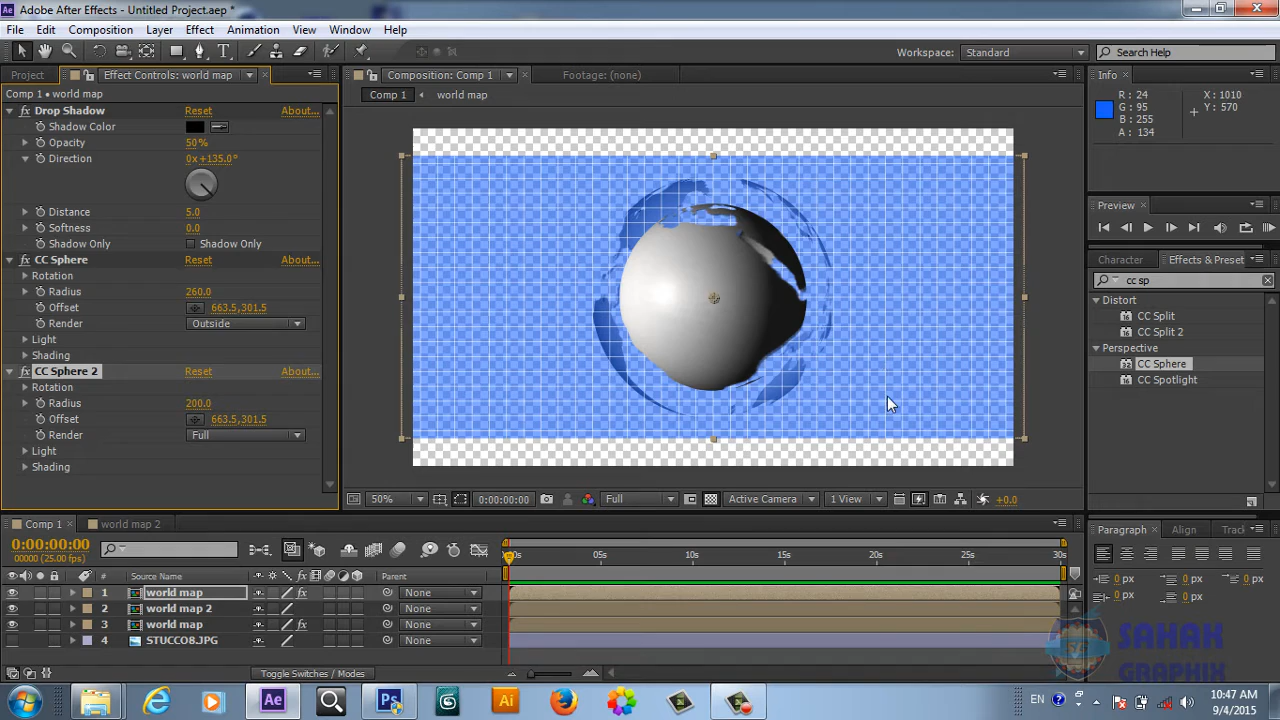 Adobe After Effects - Untitled Project.aep *
File Edit Composition Layer Effect Animation View Window Help
Workspace: Standard Search Help
Project Effect Controls: world map
Composition: Comp 1 Footage: (none)
Info
Comp 1 • world map
Comp 1 world map
R : 24
G : 95
B : 255
A : 134
X : 1010
Y : 570
Drop Shadow Reset About...
Shadow Color
Opacity 50%
Direction 0x+135.0°
Distance 5.0
Softness 0.0
Shadow Only Shadow Only
CC Sphere Reset About...
Rotation
Radius 260.0
Offset 663.5,301.5
Render Outside
Light
Shading
CC Sphere 2 Reset About...
Rotation
Radius 200.0
Offset 663.5,301.5
Render Full
Light
Shading
Preview
Character Effects & Preset
cc sp
Distort
CC Split
CC Split 2
Perspective
CC Sphere
CC Spotlight
50% 0:00:00:00 Full Active Camera 1 View +0.0
Comp 1 world map 2
Paragraph Align
0:00:00:00
00000 (25.00 fps)
05s 10s 15s 20s 25s 30s
# Source Name Parent
1 world map None
2 world map 2 None
3 world map None
4 STUCCO8.JPG None
0 px 0 px 0 px
0 px 0 px
SAHAK
GRAPHIX
Toggle Switches / Modes
Ae Ps Ai
EN
10:47 AM
9/4/2015